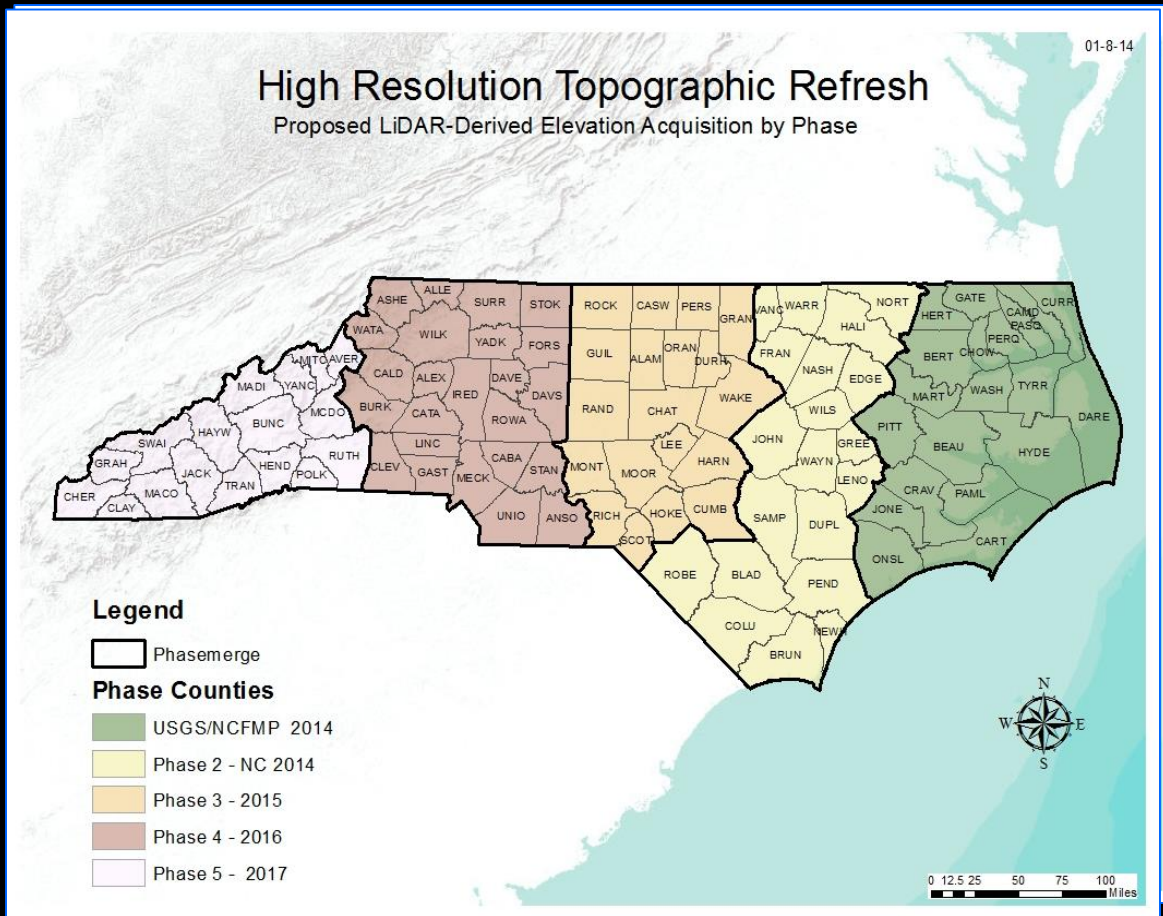 01-8-14
High Resolution Topographic Refresh
Proposed LiDAR-Derived Elevation Acquisition by Phase
ALLE
ASHE
SURR
STOK
ROCK
CASW
PERS
GRAN
VANC
WARR
NORT
GATE
CURR
CAMD
PASQ
HERT
PERQ
CHOW
WATA
WILK
YADK
FORS
GUIL
ALAM
ORAN
DURH
FRAN
HALI
BERT
MITC
AVER
CALD
ALEX
IRED
DAVE
DAVS
NASH
EDGE
MART
WASH
TYRR
DARE
MADI
YANC
BURK
CATA
ROWA
RAND
CHAT
WAKE
WILS
PITT
BEAU
HYDE
MCDO
BUNC
HAYW
SWAI
GRAH
JACK
HEND
RUTH
POLK
TRAN
MACO
CHER
CLAY
LINC
CLEV
GAST
MECK
CABA
STAN
UNIO
ANSO
MONT
MOOR
LEE
HARN
RICH
HOKE
CUMB
SCOT
JOHN
WAYN
GREE
LENO
SAMP
DUPL
CRAV
PAML
JONE
CART
ONSL
ROBE
BLAD
PEND
COLU
NEWH
BRUN
Legend
Phasemerge
Phase Counties
USGS/NCFMP 2014
Phase 2 - NC 2014
Phase 3 - 2015
Phase 4 - 2016
Phase 5 - 2017
N
W E
S
0 12.5 25 50 75 100
Miles